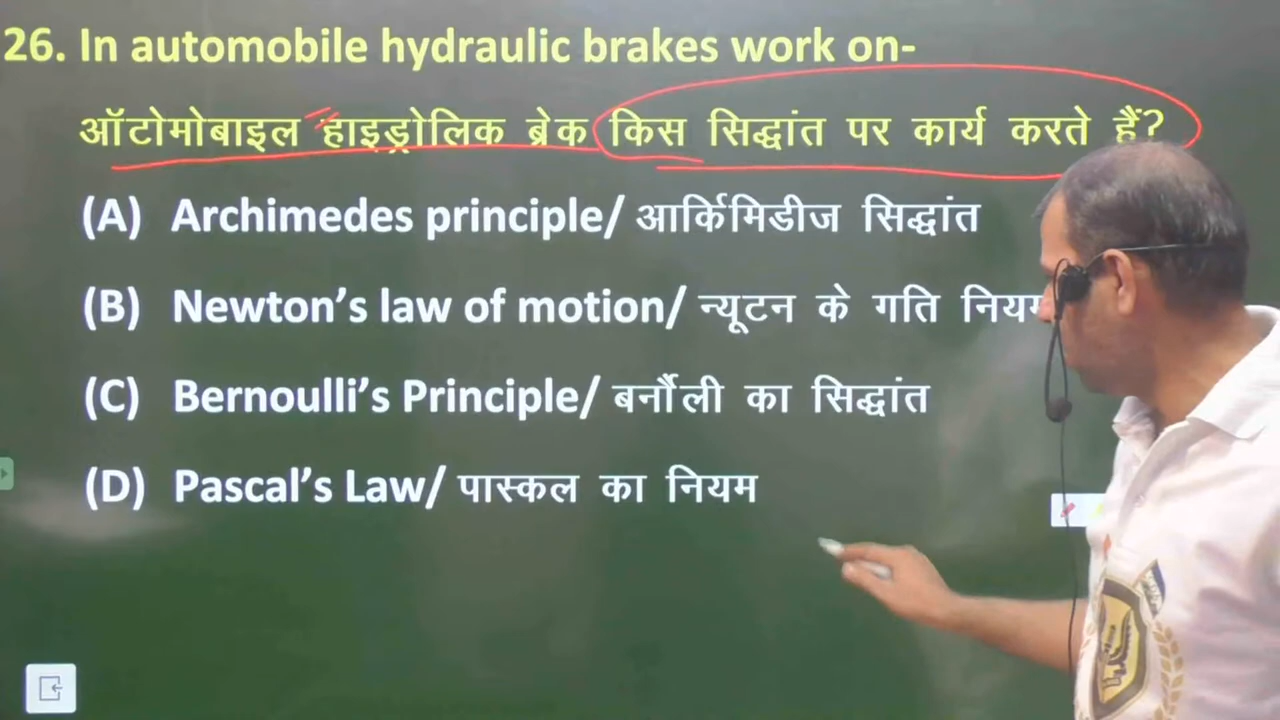 26. In automobile hydraulic brakes work on-
ऑटोमोबाइल हाइड्रोलिक ब्रेक किस सिद्धांत पर कार्य करते हैं?
(A) Archimedes principle/ आर्किमिडीज सिद्धांत
(B) Newton's law of motion/ न्यूटन के गति नियम
(C) Bernoulli's Principle/ बर्नौली का सिद्धांत
(D) Pascal's Law/ पास्कल का नियम